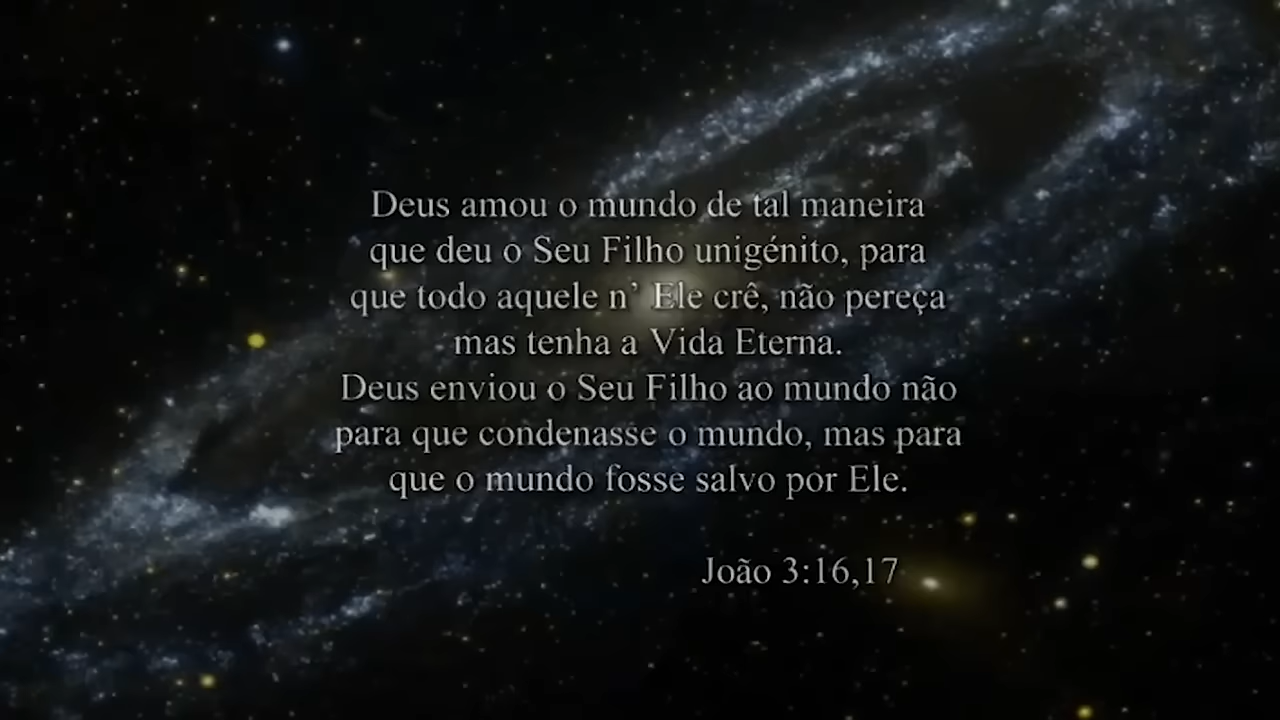 Deus amou o mundo de tal maneira
que deu o Seu Filho unigénito, para
que todo aquele n’ Ele crê, não pereça
mas tenha a Vida Eterna.
Deus enviou o Seu Filho ao mundo não
para que condenasse o mundo, mas para
que o mundo fosse salvo por Ele.
João 3:16,17